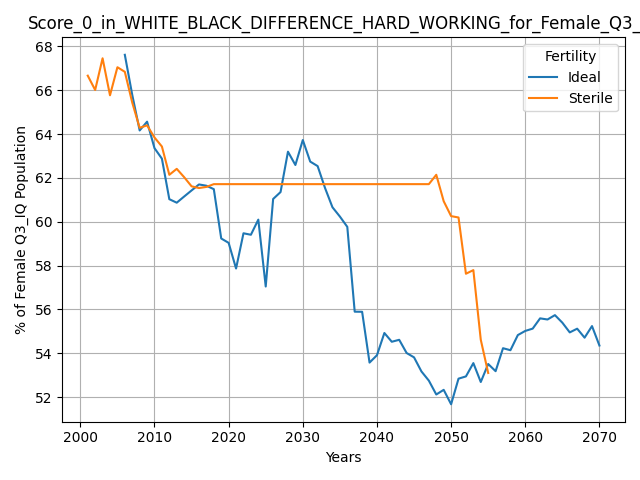 Score_0_in_WHITE_BLACK_DIFFERENCE_HARD_WORKING_for_Female_Q3_
68
66
64
62
60
58
56
54
52
% of Female Q3_IQ Population
Fertility
Ideal
Sterile
2000 2010 2020 2030 2040 2050 2060 2070
Years